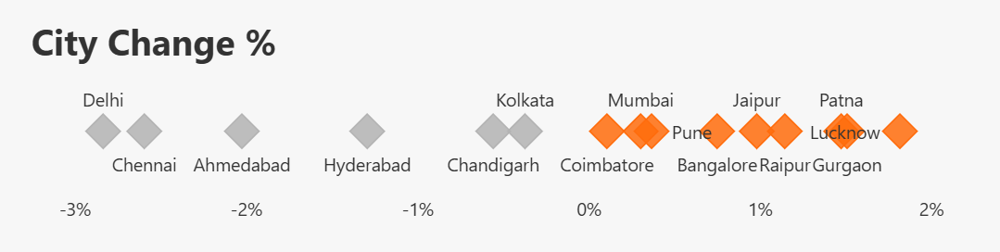 City Change %
Delhi Kolkata Mumbai Jaipur Patna
Pune Lucknow
Chennai Ahmedabad Hyderabad Chandigarh Coimbatore Bangalore Raipur Gurgaon
-3% -2% -1% 0% 1% 2%